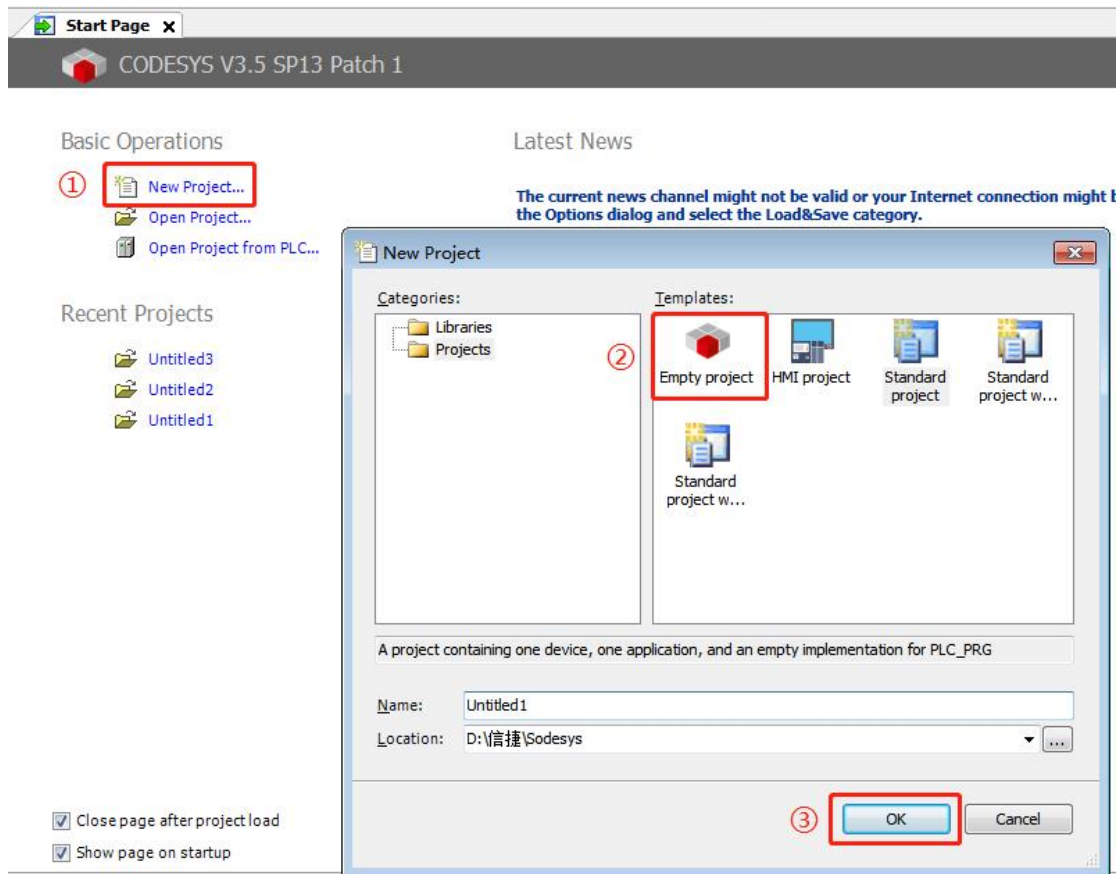 Start Page
CODESYS V3.5 SP13 Patch 1
Basic Operations
① New Project...
Open Project...
Open Project from PLC...
Recent Projects
Untitled3
Untitled2
Untitled1
Latest News
The current news channel might not be valid or your Internet connection might
the Options dialog and select the Load&Save category.
New Project
Categories:
Libraries
Projects
Templates:
②
Empty project
HMI project
Standard
project
Standard
project w...
Standard
project w...
A project containing one device, one application, and an empty implementation for PLC_PRG
Name: Untitled1
Location: D:\信捷\Sodesys
...
③ OK Cancel
Close page after project load
Show page on startup